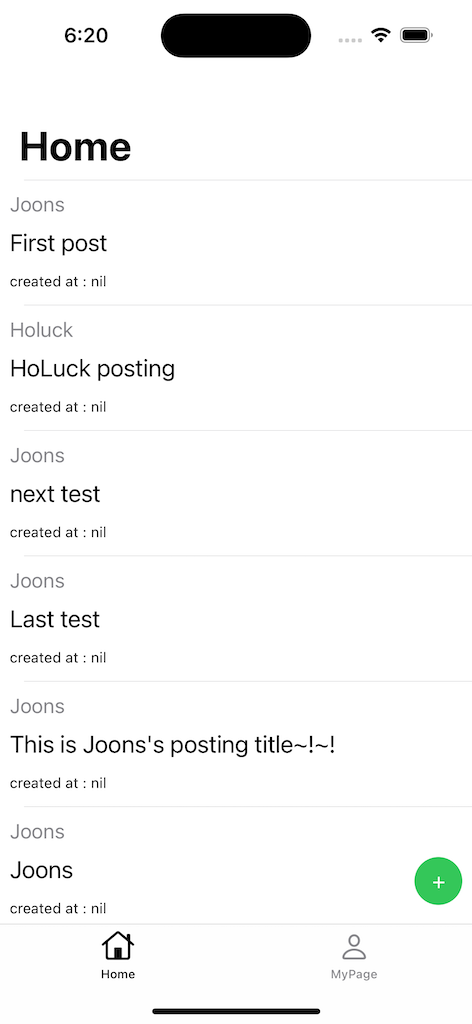 6:20
Home
Joons
First post
created at : nil
Holuck
HoLuck posting
created at : nil
Joons
next test
created at : nil
Joons
Last test
created at : nil
Joons
This is Joons's posting title~!~!
created at : nil
Joons
Joons
created at : nil
+
Home
MyPage